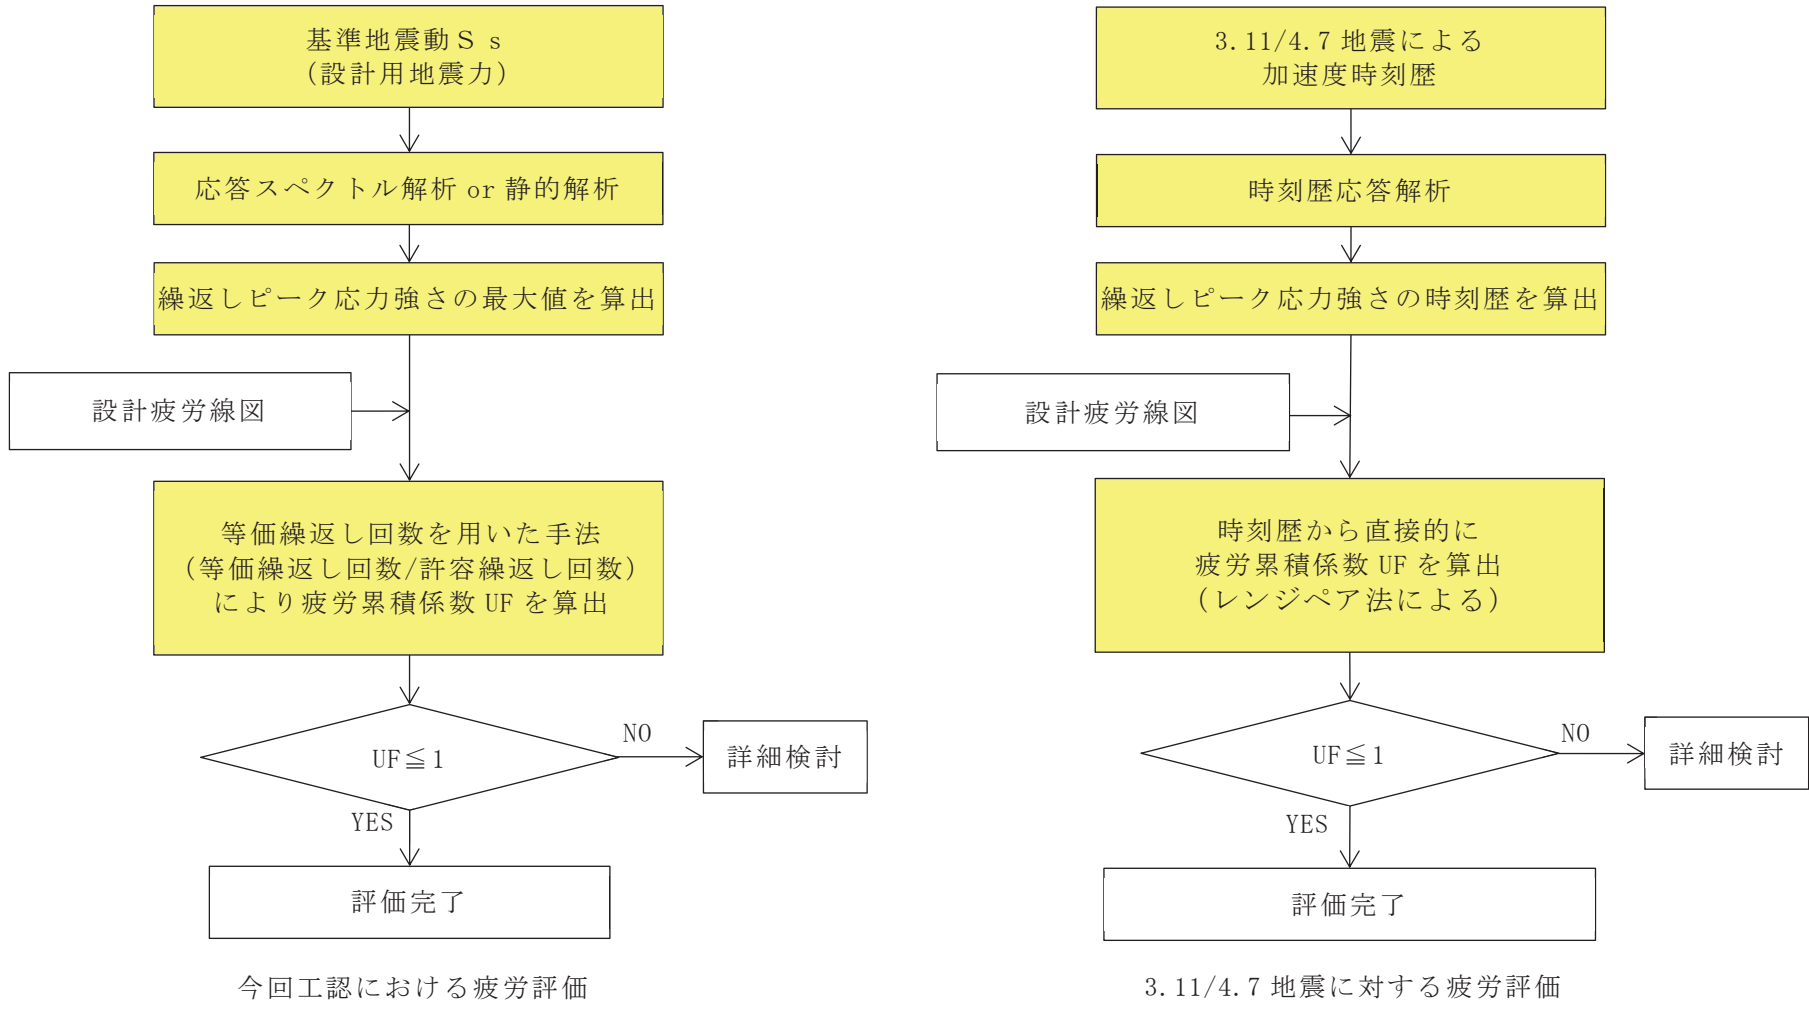 基準地震動Ｓｓ
（設計用地震力）
応答スペクトル解析 or 静的解析
繰返しピーク応力強さの最大値を算出
設計疲労線図
等価繰返し回数を用いた手法
（等価繰返し回数/許容繰返し回数）
により疲労累積係数 UF を算出
UF≦1
NO
詳細検討
YES
評価完了
今回工認における疲労評価
3.11/4.7 地震による
加速度時刻歴
時刻歴応答解析
繰返しピーク応力強さの時刻歴を算出
設計疲労線図
時刻歴から直接的に
疲労累積係数 UF を算出
（レンジペア法による）
UF≦1
NO
詳細検討
YES
評価完了
3.11/4.7 地震に対する疲労評価